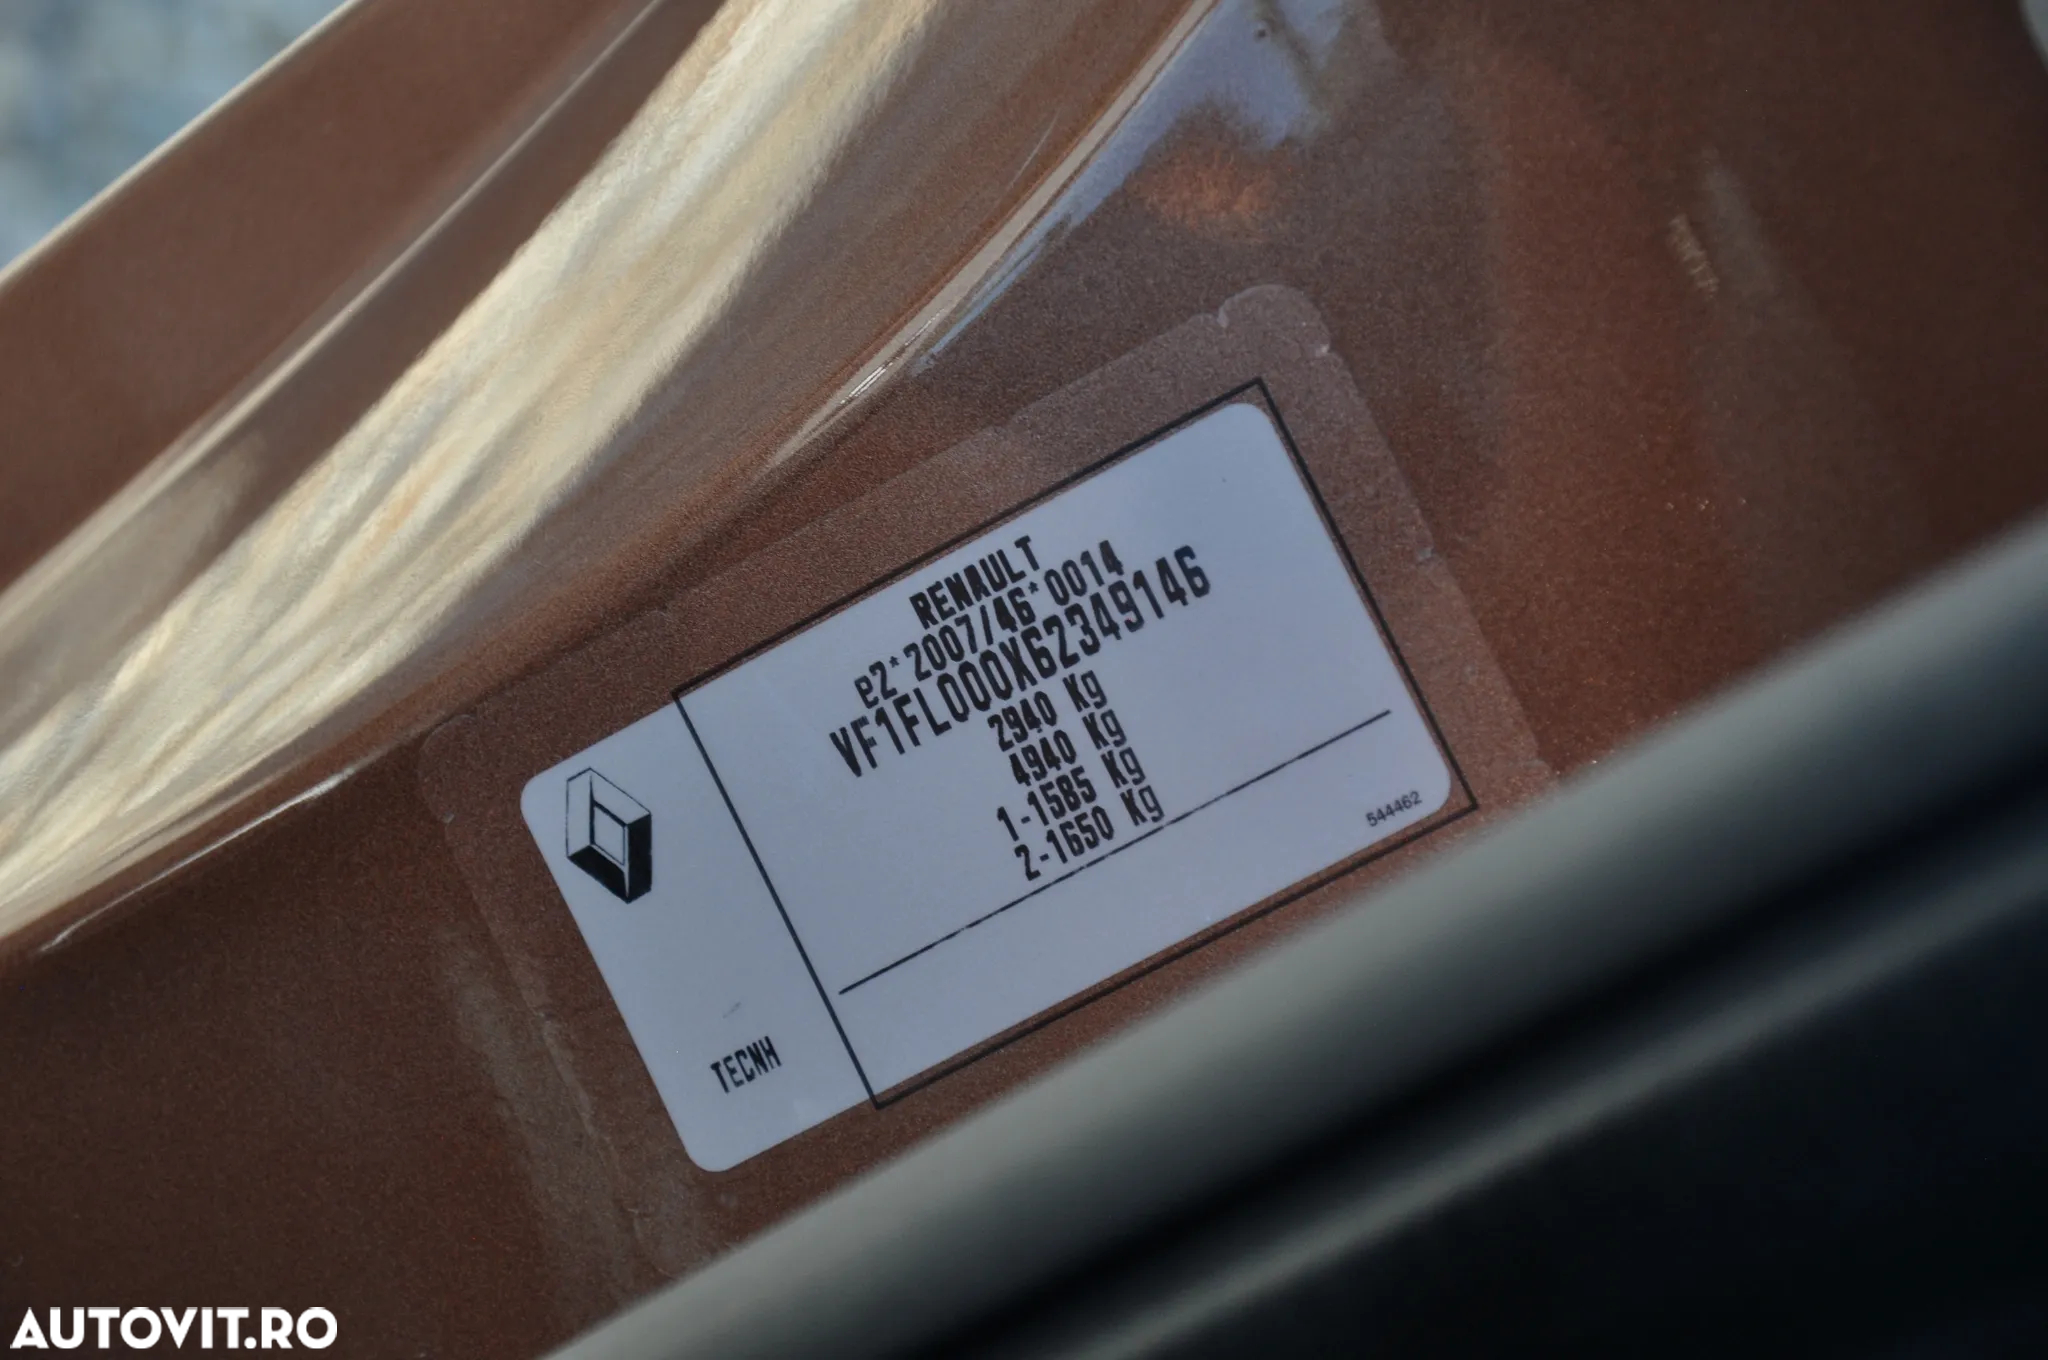 RENAULT
e2*2007/46*0014
VF1FL000X62349146
2940 Kg
4940 Kg
1-1585 Kg
2-1650 Kg
544462
TECNH
AUTOVIT.RO